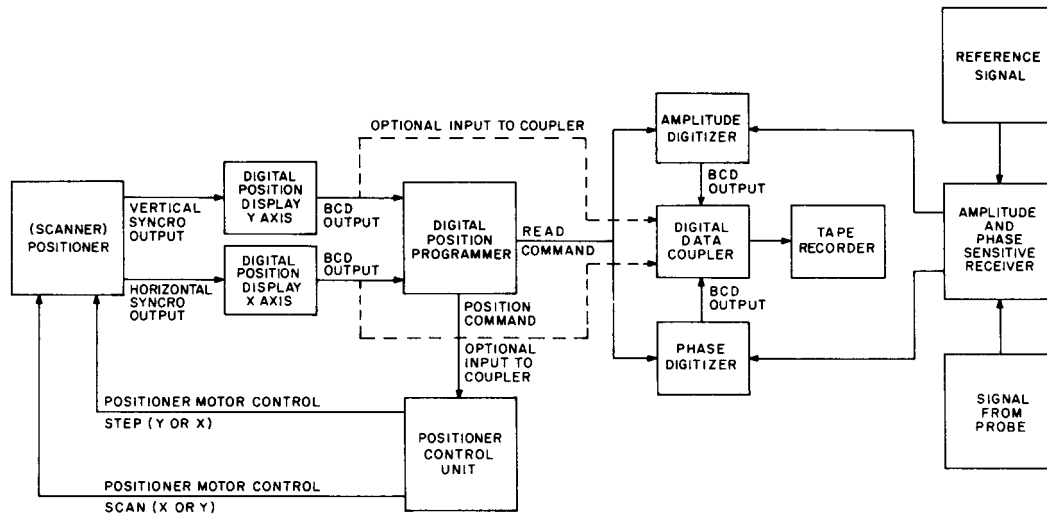 REFERENCE
SIGNAL
AMPLITUDE
DIGITIZER
OPTIONAL INPUT TO COUPLER
DIGITAL
POSITION
DISPLAY
Y AXIS
BCD
OUTPUT
BCD
OUTPUT
(SCANNER)
POSITIONER
VERTICAL
SYNCRO
OUTPUT
DIGITAL
POSITION
PROGRAMMER
READ
COMMAND
DIGITAL
DATA
COUPLER
TAPE
RECORDER
AMPLITUDE
AND
PHASE
SENSITIVE
RECEIVER
DIGITAL
POSITION
DISPLAY
X AXIS
BCD
OUTPUT
HORIZONTAL
SYNCRO
OUTPUT
BCD
OUTPUT
POSITION
COMMAND
OPTIONAL
INPUT TO
COUPLER
PHASE
DIGITIZER
SIGNAL
FROM
PROBE
POSITIONER MOTOR CONTROL
STEP (Y OR X)
POSITIONER
CONTROL
UNIT
POSITIONER MOTOR CONTROL
SCAN (X OR Y)